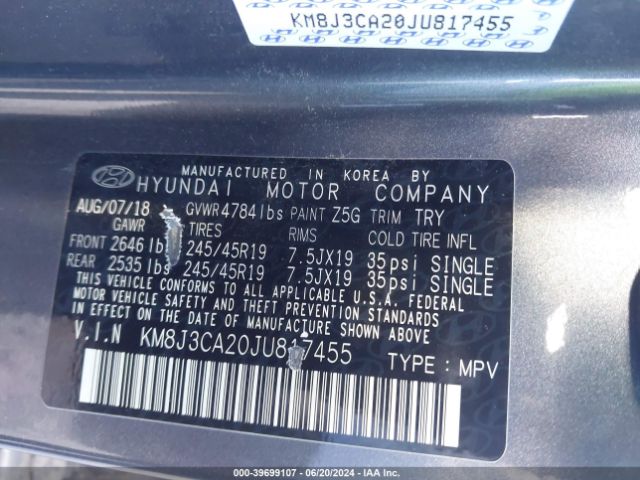 KM8J3CA20JU817455
MANUFACTURED IN KOREA BY
HYUNDAI MOTOR COMPANY
AUG/07/18 GVWR 4784lbs PAINT Z5G TRIM TRY
GAWR TIRES RIMS COLD TIRE INFL
FRONT 2646 lb 245/45R19 7.5JX19 35psi SINGLE
REAR 2535 lbs 245/45R19 7.5JX19 35psi SINGLE
THIS VEHICLE CONFORMS TO ALL APPLICABLE U.S.A. FEDERAL
MOTOR VEHICLE SAFETY AND THEFT PREVENTION STANDARDS
IN EFFECT ON THE DATE OF MANUFACTURE SHOWN ABOVE
V.I.N KM8J3CA20JU817455
TYPE : MPV
000-39699107 - 06/20/2024 - IAA Inc.